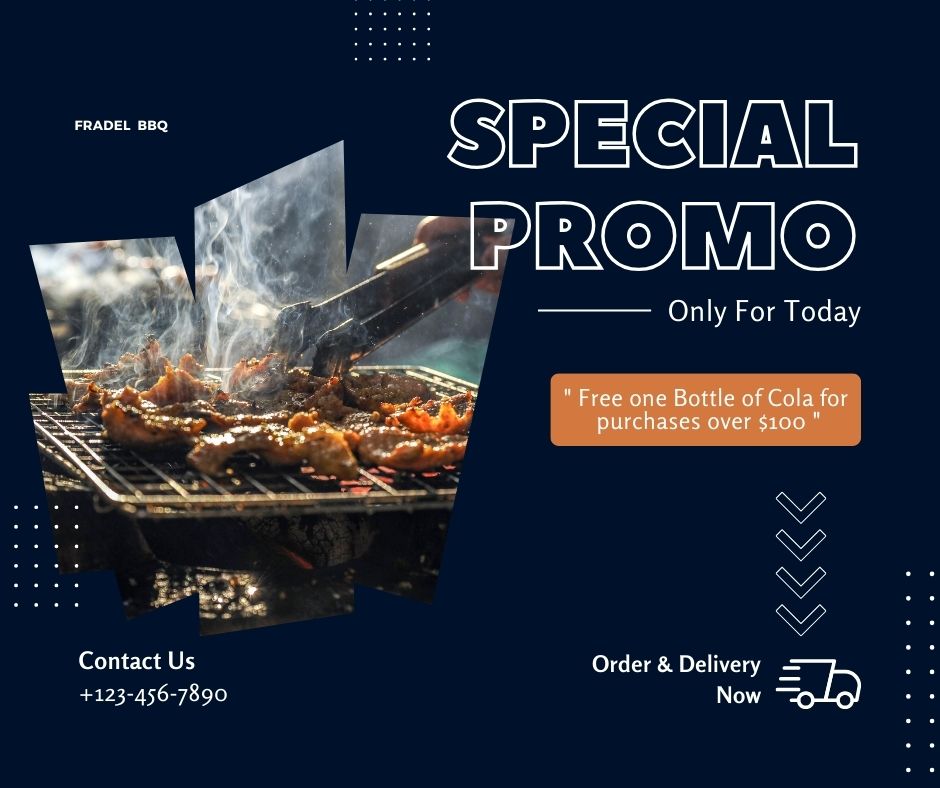 FRADEL BBQ
SPECIAL
PROMO
Only For Today
" Free one Bottle of Cola for
purchases over $100 "
Contact Us
+123-456-7890
Order & Delivery
Now